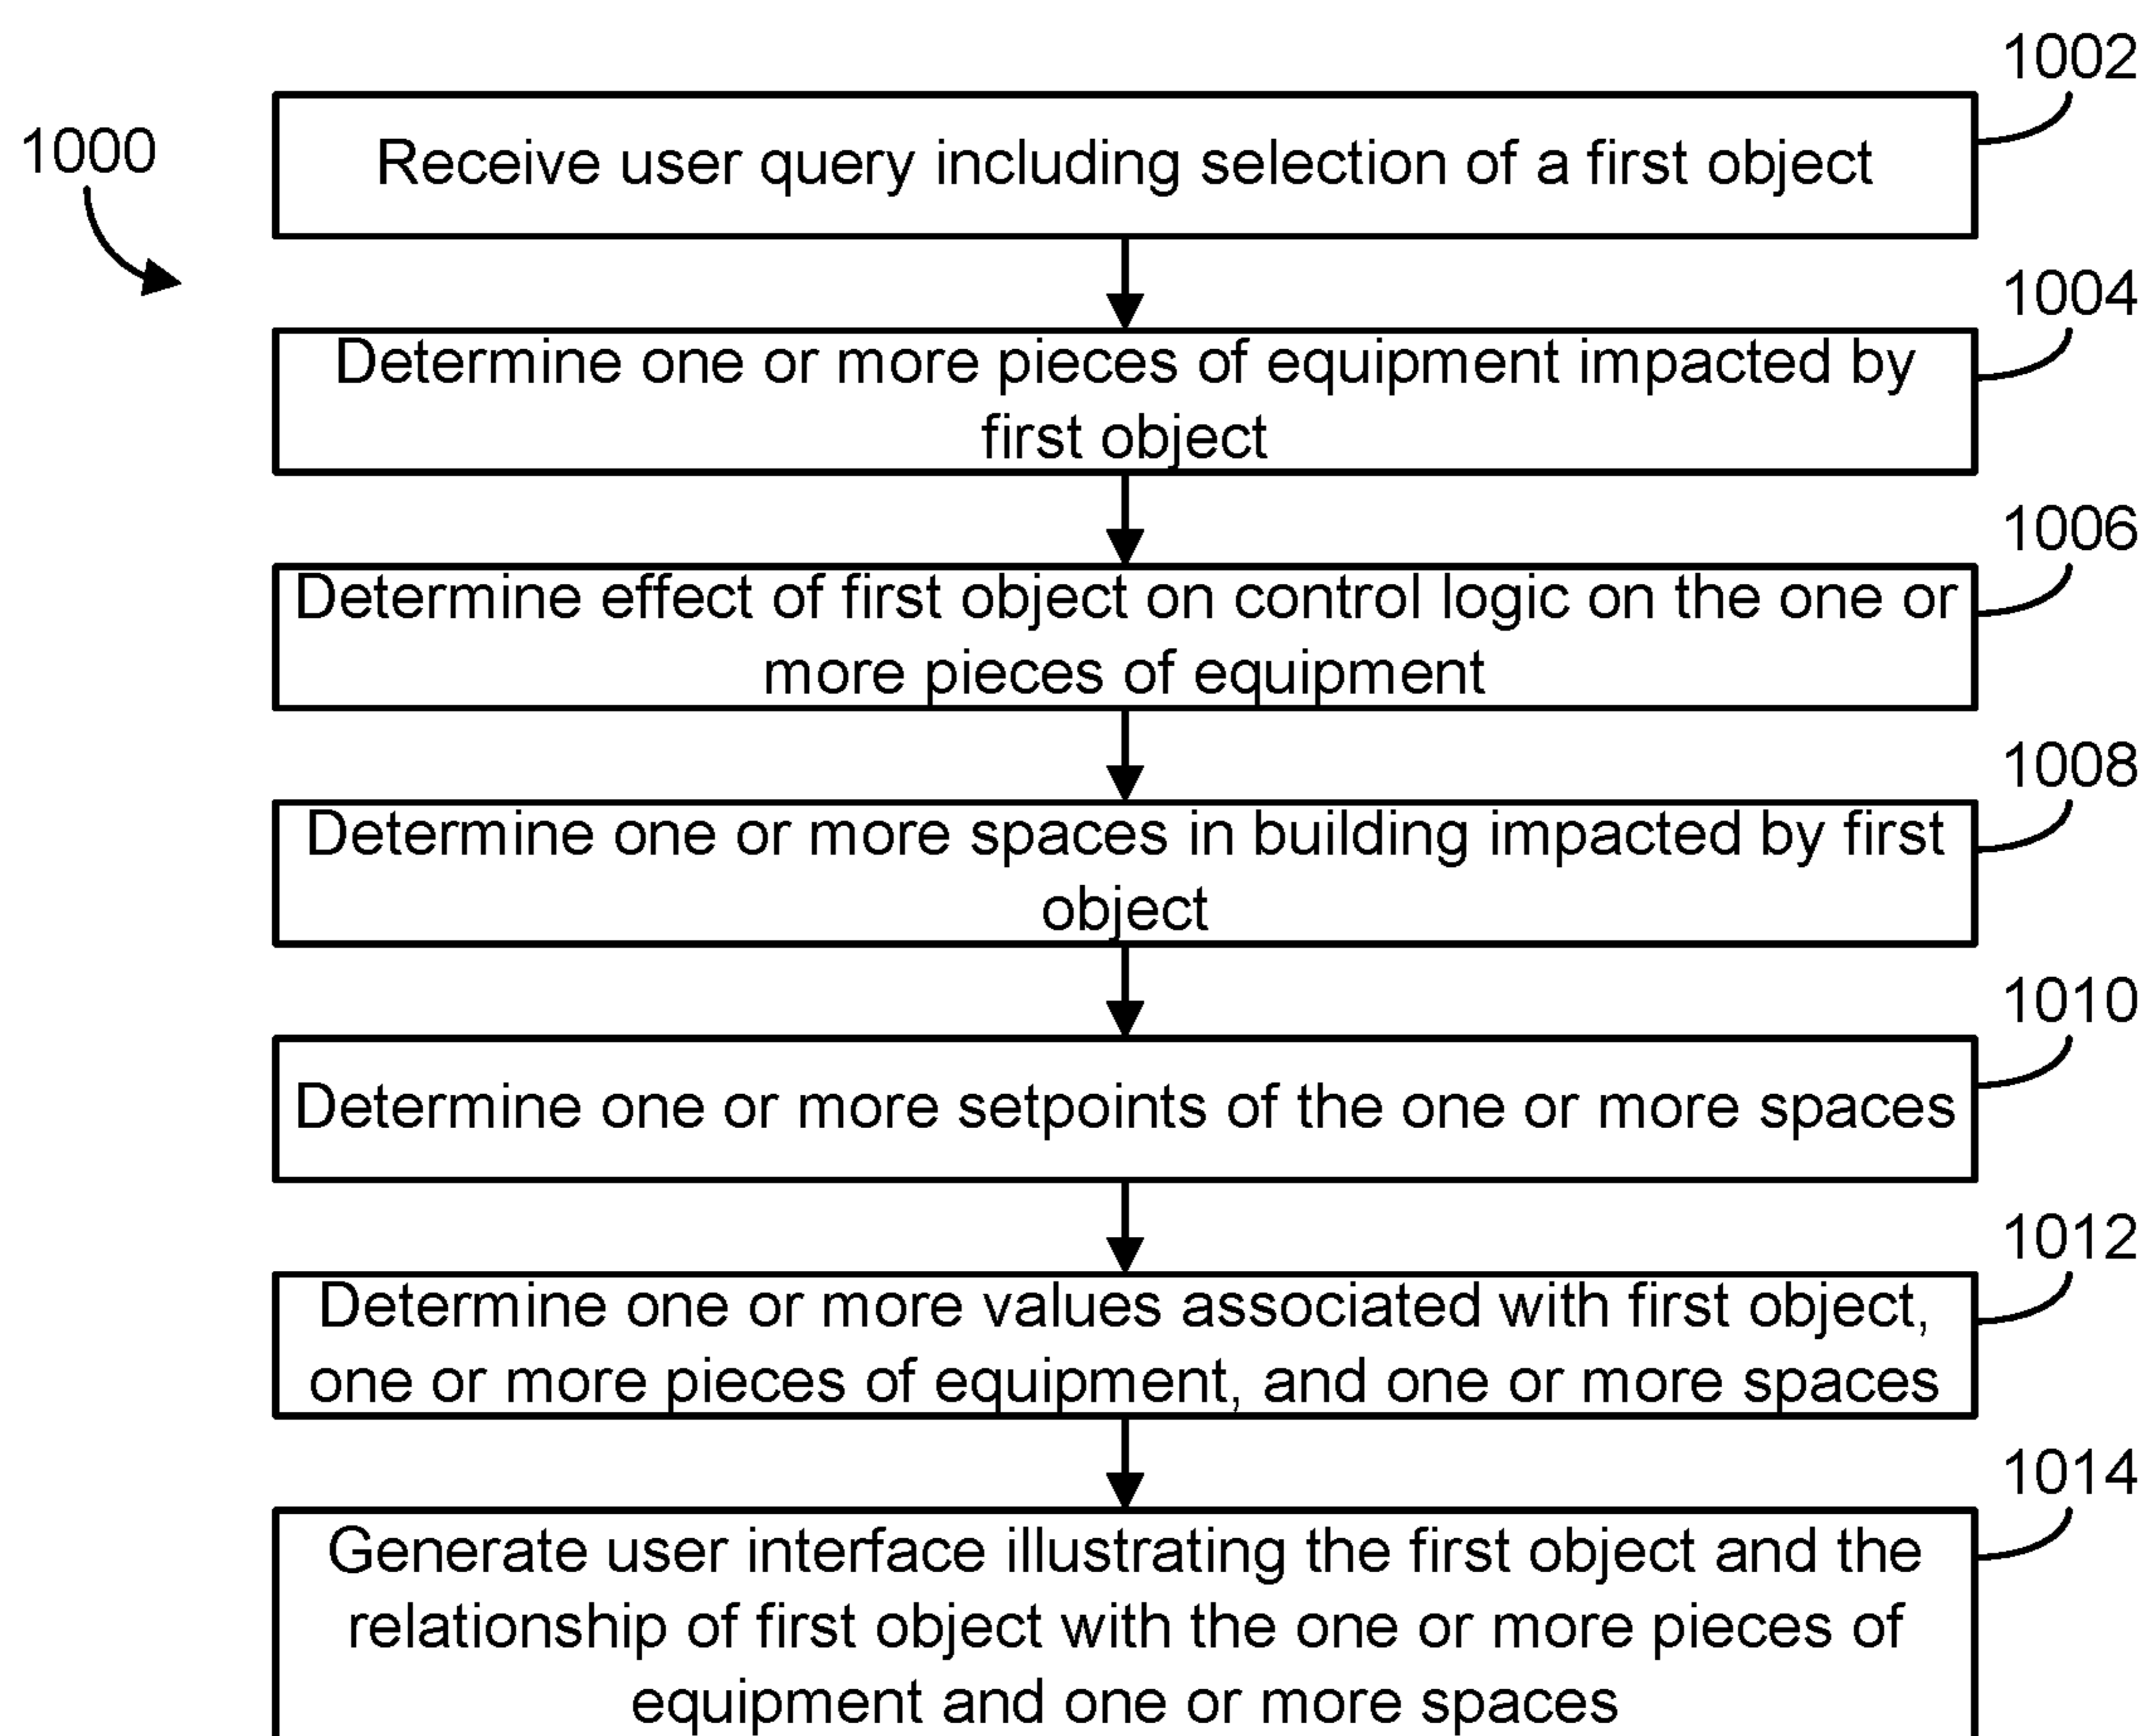 1002
1000
Receive user query including selection of a first object
1004
Determine one or more pieces of equipment impacted by
first object
1006
Determine effect of first object on control logic on the one or
more pieces of equipment
1008
Determine one or more spaces in building impacted by first
object
1010
Determine one or more setpoints of the one or more spaces
1012
Determine one or more values associated with first object,
one or more pieces of equipment, and one or more spaces
1014
Generate user interface illustrating the first object and the
relationship of first object with the one or more pieces of
equipment and one or more spaces